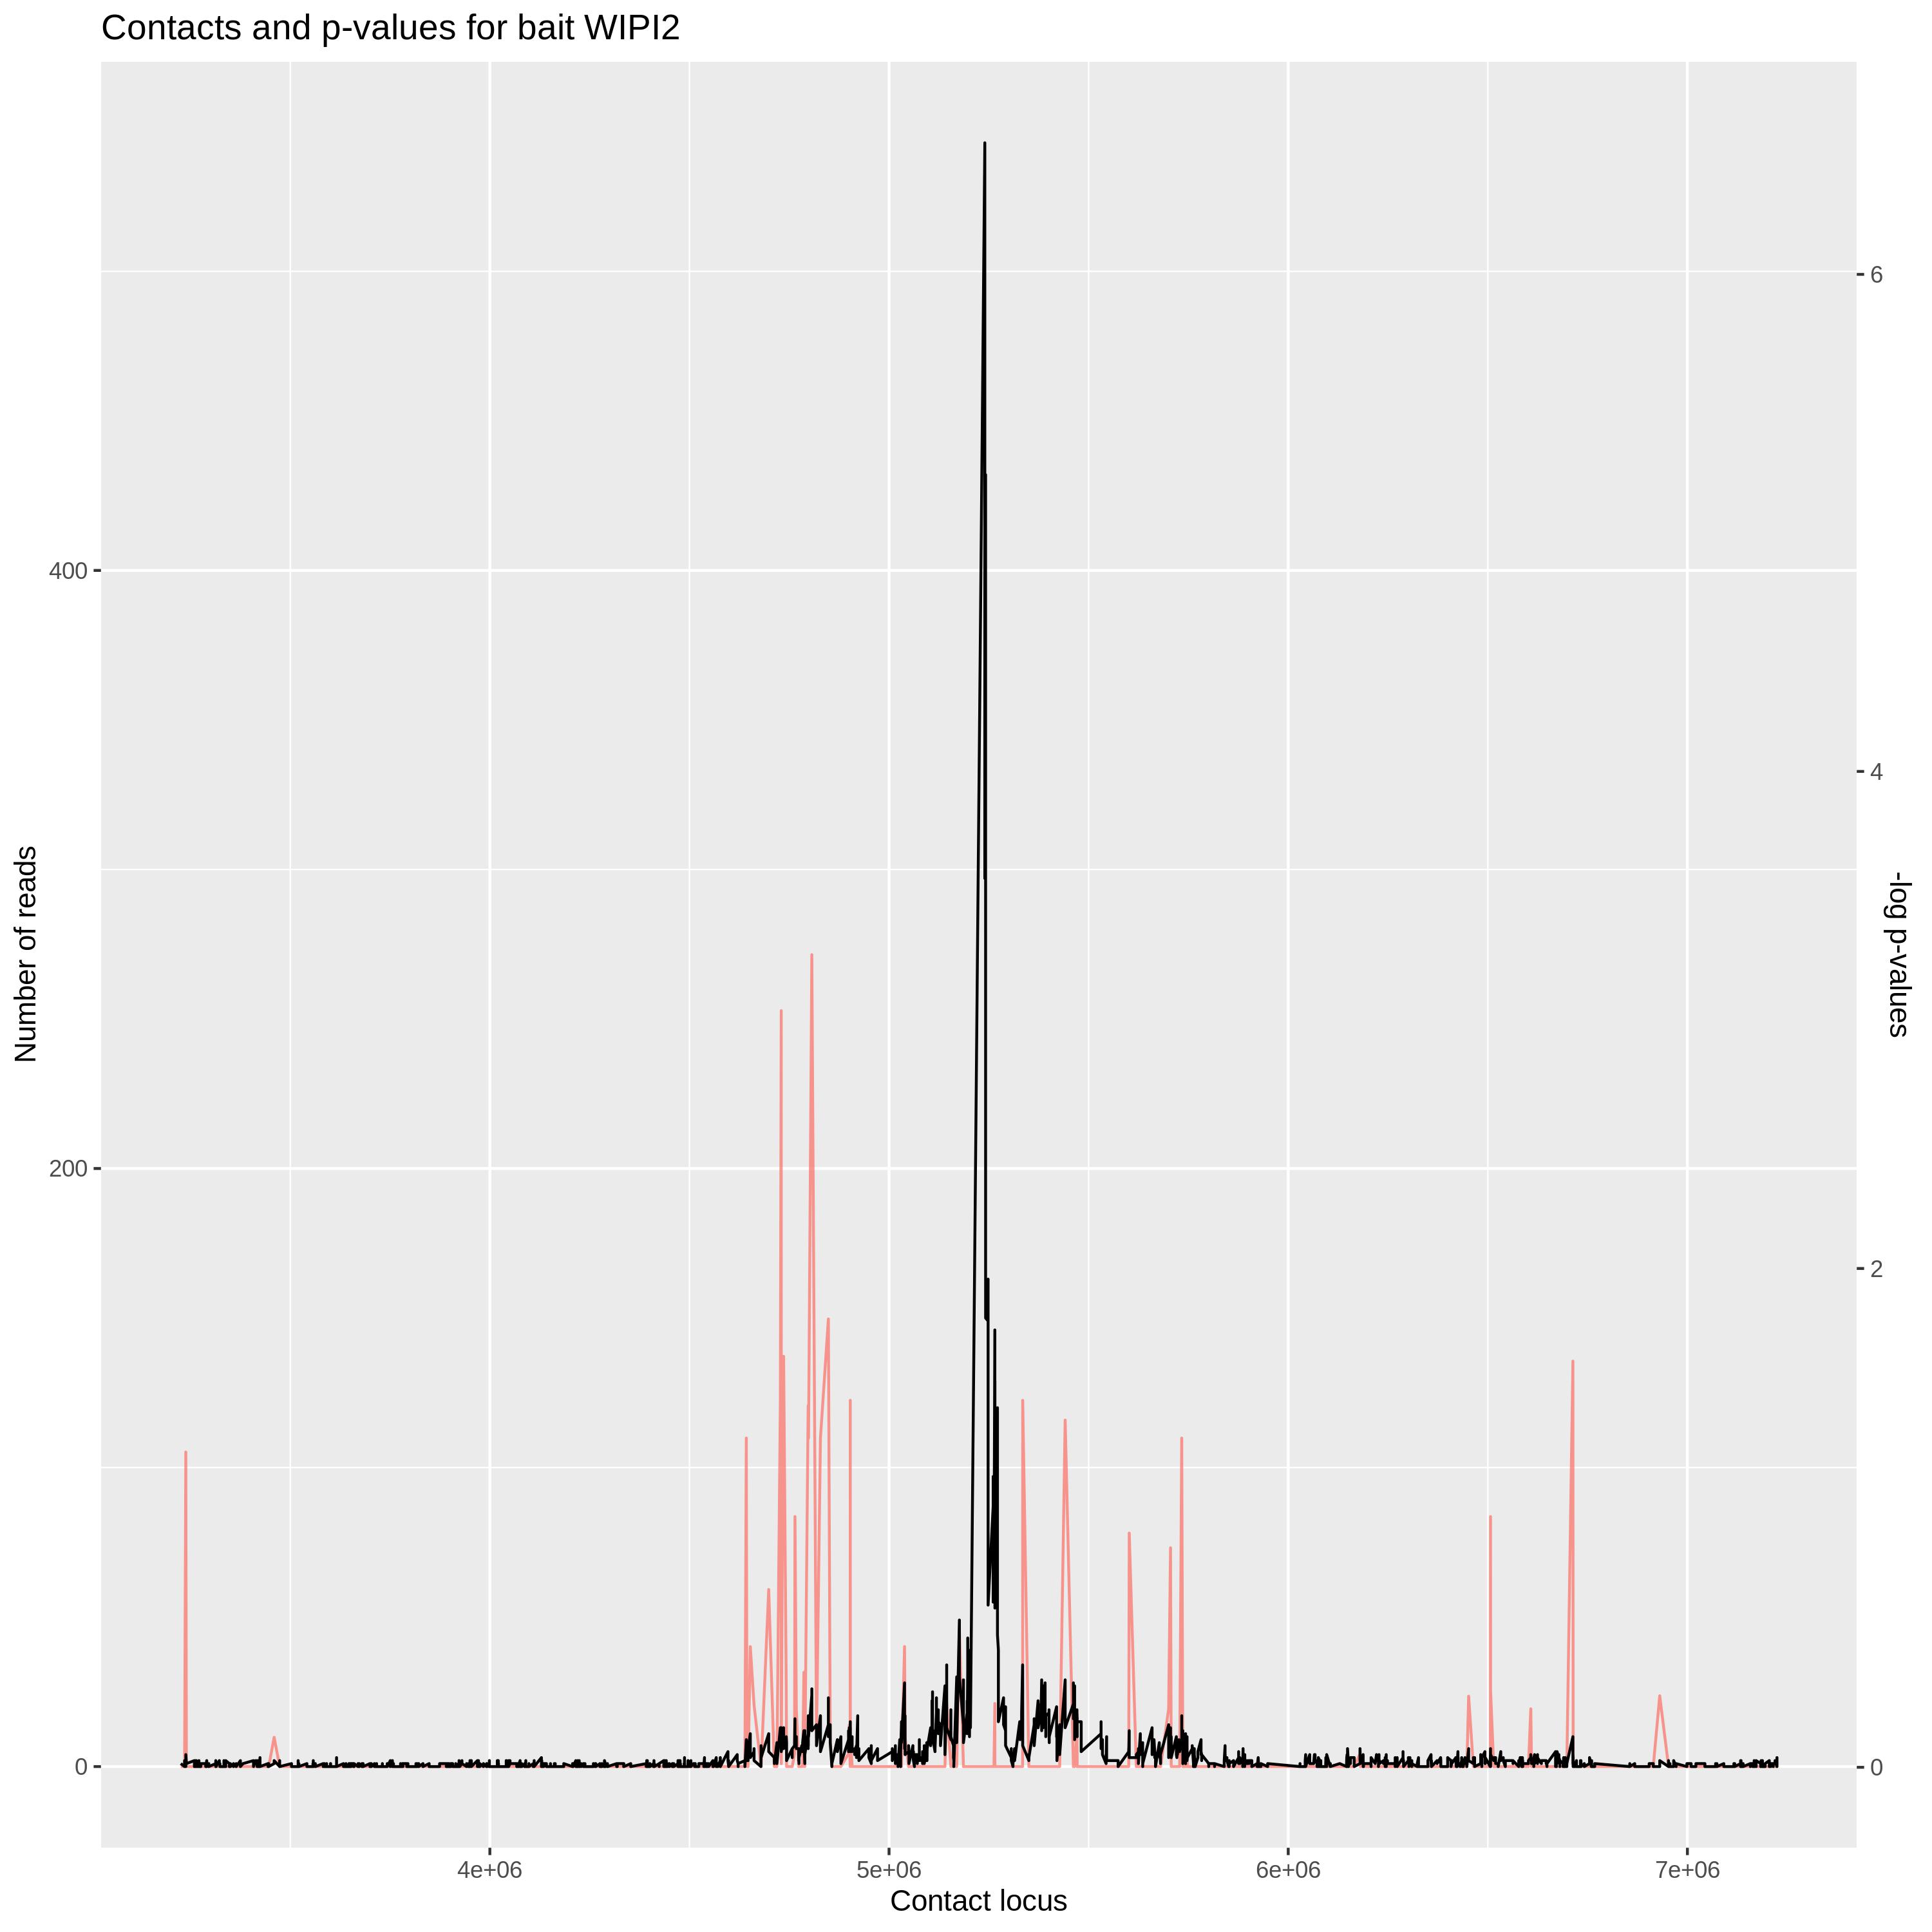 Contacts and p-values for bait WIPI2
Number of reads
400
200
0
6
4
2
0
-log p-values
4e+06 5e+06 6e+06 7e+06
Contact locus